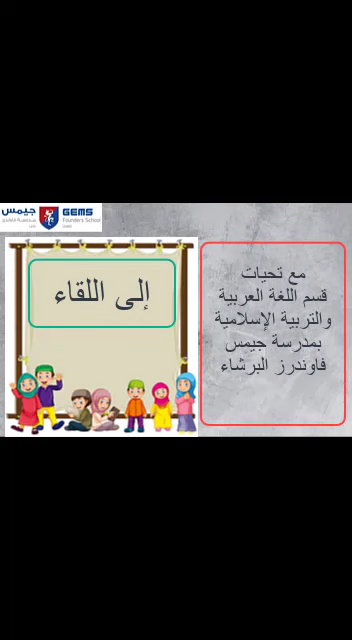 جيمس
GEMS
Founders School
إلى اللقاء
مع تحيات
قسم اللغة العربية
والتربية الإسلامية
بمدرسة جيمس
فاوندرز البرشاء